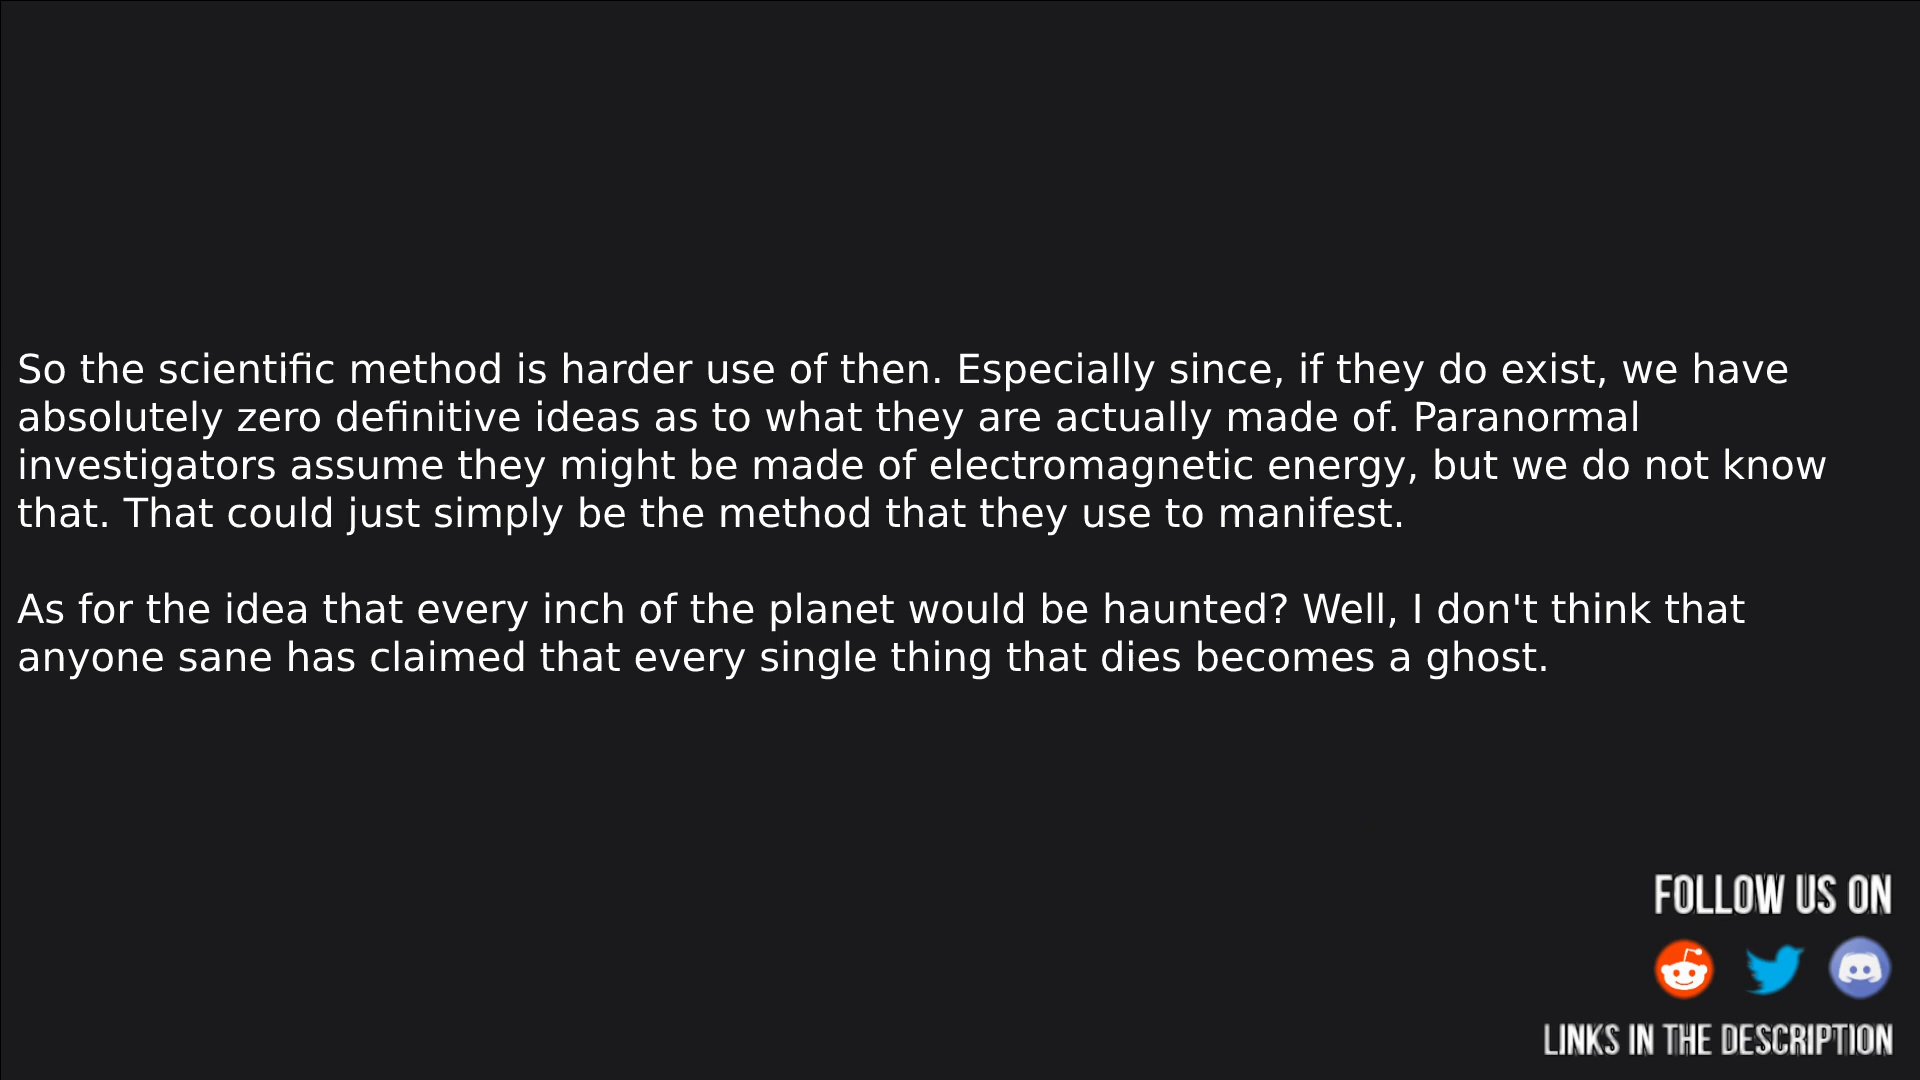 So the scientific method is harder use of then. Especially since, if they do exist, we have
absolutely zero definitive ideas as to what they are actually made of. Paranormal
investigators assume they might be made of electromagnetic energy, but we do not know
that. That could just simply be the method that they use to manifest.
As for the idea that every inch of the planet would be haunted? Well, I don't think that
anyone sane has claimed that every single thing that dies becomes a ghost.
FOLLOW US ON
LINKS IN THE DESCRIPTION